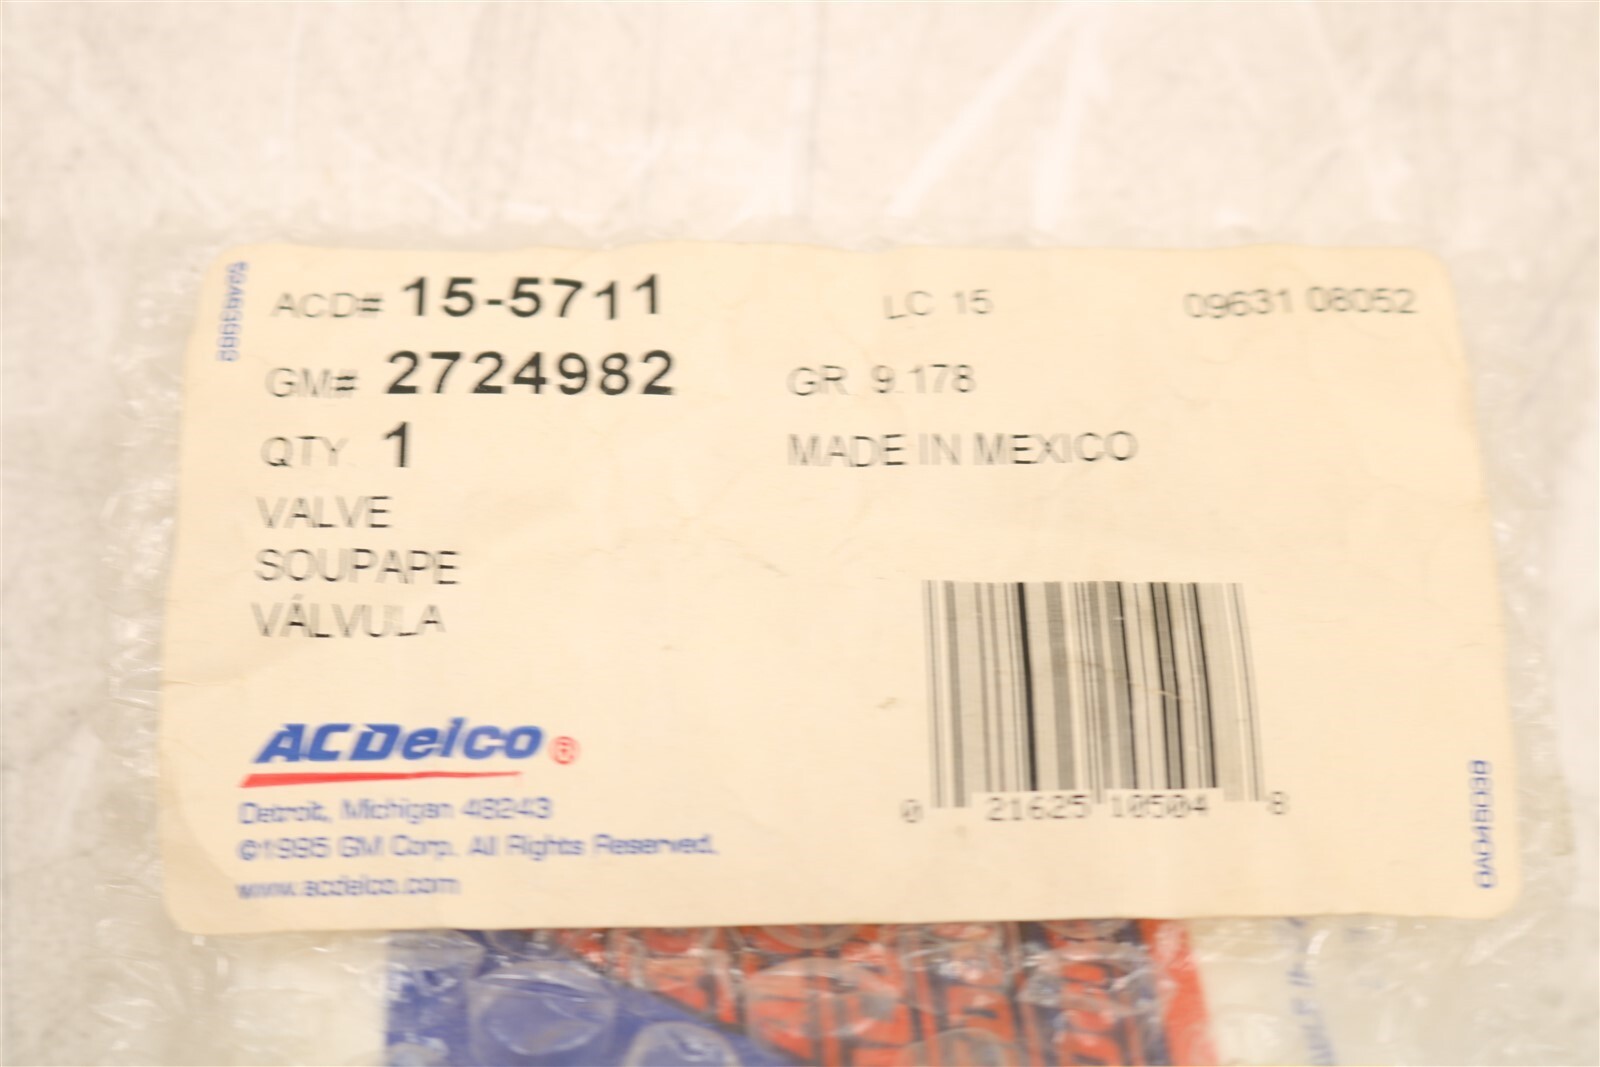 ACD# 15-5711 LC 15 09631 08052
GM# 2724982 GR. 9.178
QTY. 1 MADE IN MEXICO
VALVE
SOUPAPE
VÁLVULA
ACDelco®
Detroit, Michigan 48243
©1995 GM Corp. All Rights Reserved.
www.acdelco.com
0 21625 10504 8